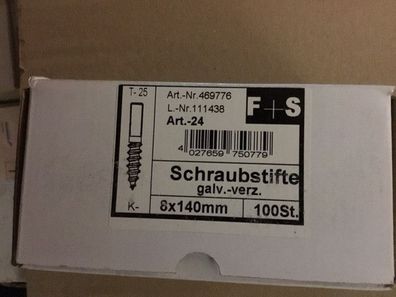 T- 25
Art.-Nr.469776
L.-Nr.111438
Art.-24
F+S
4 027659 750779
Schraubstifte
galv.-verz.
K-
8x140mm
100St.